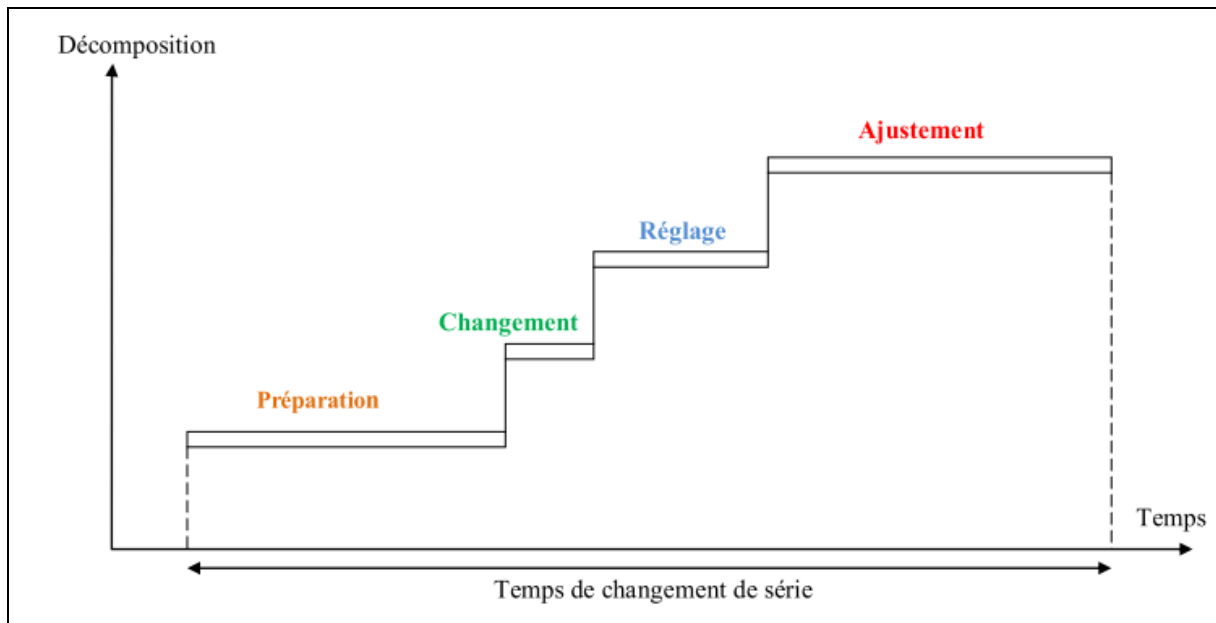 Décomposition
Ajustement
Réglage
Changement
Préparation
Temps
Temps de changement de série